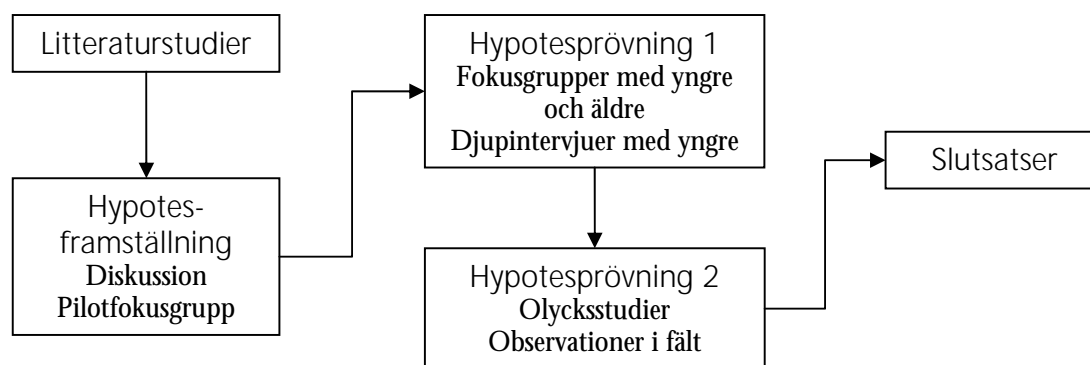 Litteraturstudier
Hypotes-
framställning
Diskussion
Pilotfokusgrupp
Hypotesprövning 1
Fokusgrupper med yngre
och äldre
Djupintervjuer med yngre
Hypotesprövning 2
Olycksstudier
Observationer i fält
Slutsatser